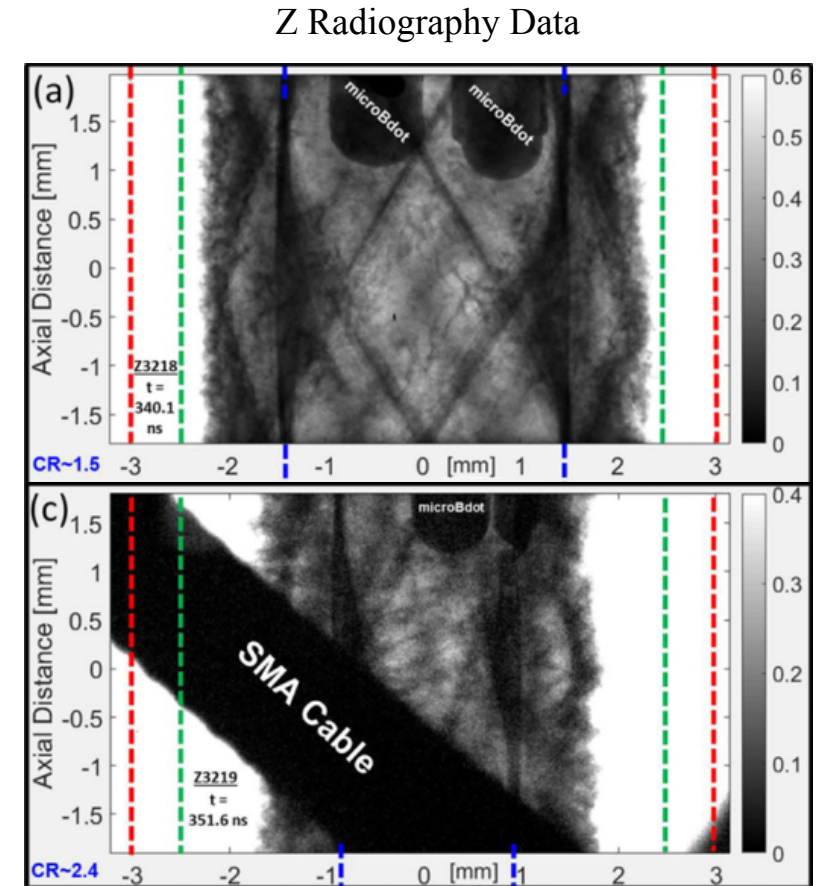 Z Radiography Data
(a)
microBdot
microBdot
0.6
0.5
0.4
0.3
0.2
0.1
0
Axial Distance [mm]
1.5
1
0.5
0
-0.5
-1
-1.5
Z3218
t =
340.1
ns
CR~1.5
-3 -2 -1 0 [mm] 1 2 3
(c)
microBdot
SMA Cable
0.4
0.3
0.2
0.1
0
Axial Distance [mm]
1.5
1
0.5
0
-0.5
-1
-1.5
Z3219
t =
351.6 ns
CR~2.4
-3 -2 -1 0 [mm] 1 2 3